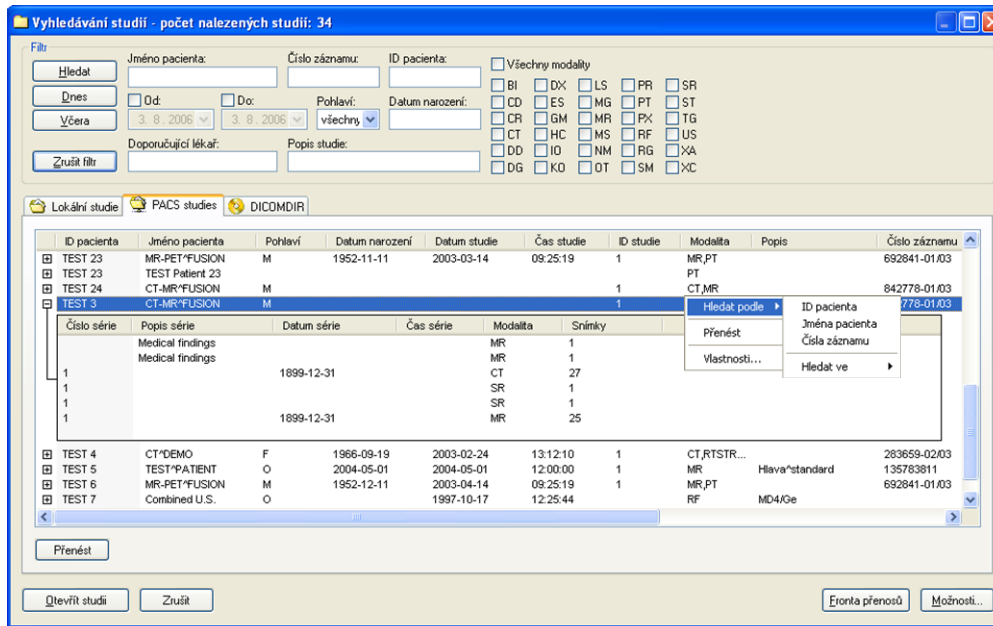 Vyhledávání studií - počet nalezených studií: 34
Filtr
Hledat
Dnes
Včera
Zrušit filtr
Jméno pacienta: Číslo záznamu: ID pacienta:
Od: Do: Pohlaví: Datum narození:
3. 8. 2006 3. 8. 2006 všechny
Doporučující lékař: Popis studie:
Všechny modality
BI DX LS PR SR
CD ES MG PT ST
CR GM MR PX TG
CT HC MS RF US
DD IO NM RG XA
DG KO OT SM XC
Lokální studie PACS studies DICOMDIR
ID pacienta Jméno pacienta Pohlaví Datum narození Datum studie Čas studie ID studie Modalita Popis Číslo záznamu
TEST 23 MR-PET^FUSION M 1952-11-11 2003-03-14 09:25:19 1 MR,PT 692841-01/03
TEST 23 TEST Patient 23 PT
TEST 24 CT-MR^FUSION M 1 CT,MR 842778-01/03
TEST 3 CT-MR^FUSION M 1 778-01/03
Hledat podle
Přenést
Vlastnosti...
ID pacienta
Jména pacienta
Čísla záznamu
Hledat ve
Číslo série Popis série Datum série Čas série Modalita Snímky
Medical findings MR 1
Medical findings MR 1
1 1899-12-31 CT 27
1 SR 1
1 SR 1
1 1899-12-31 MR 25
TEST 4 CT^DEMO F 1966-09-19 2003-02-24 13:12:10 1 CT,RTSTR... 283659-02/03
TEST 5 TEST^PATIENT O 2004-05-01 2004-05-01 12:00:00 1 MR Hlava^standard 135783811
TEST 6 MR-PET^FUSION M 1952-12-11 2003-04-14 09:25:19 1 MR,PT 692841-01/03
TEST 7 Combined U.S. O 1997-10-17 12:25:44 RF MD4/Ge
Přenést
Otevřít studii Zrušit Fronta přenosů Možnosti...